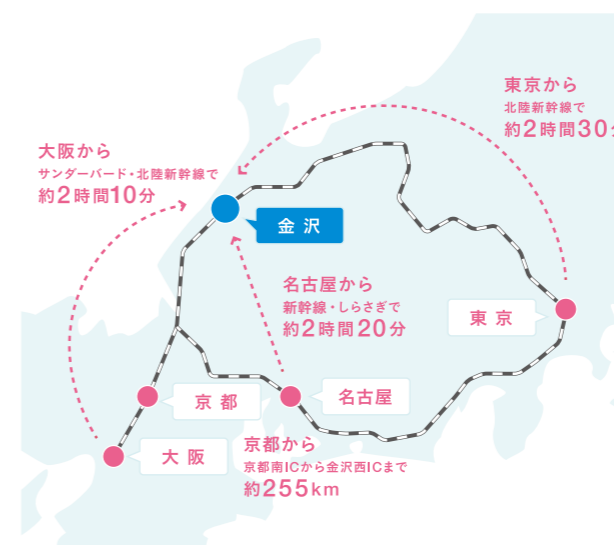 東京から
北陸新幹線で
約2時間30分
大阪から
サンダーバード・北陸新幹線で
約2時間10分
金沢
名古屋から
新幹線・しらさぎで
約2時間20分
東京
京都
名古屋
大阪
京都から
京都南ICから金沢西ICまで
約255km